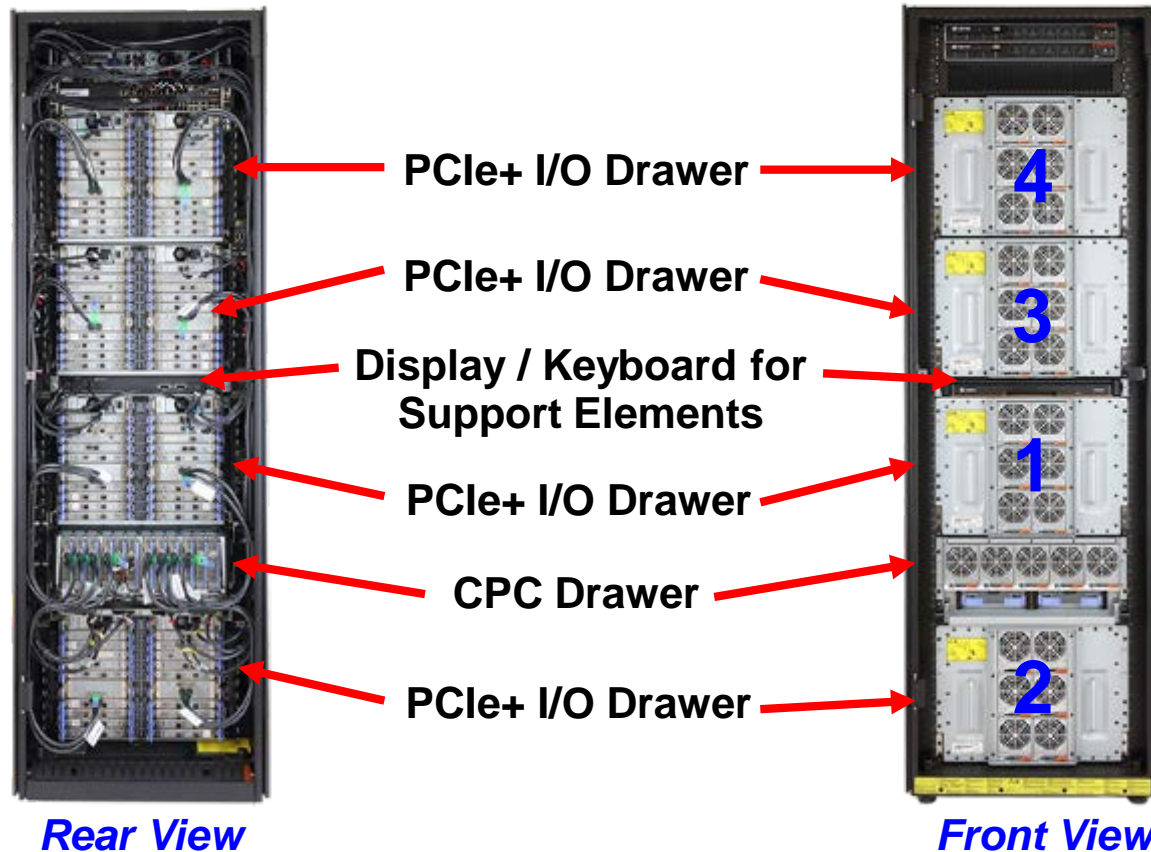 PCIe+ I/O Drawer
4
PCIe+ I/O Drawer
3
Display / Keyboard for
Support Elements
1
PCIe+ I/O Drawer
CPC Drawer
PCIe+ I/O Drawer
2
Rear View
Front View